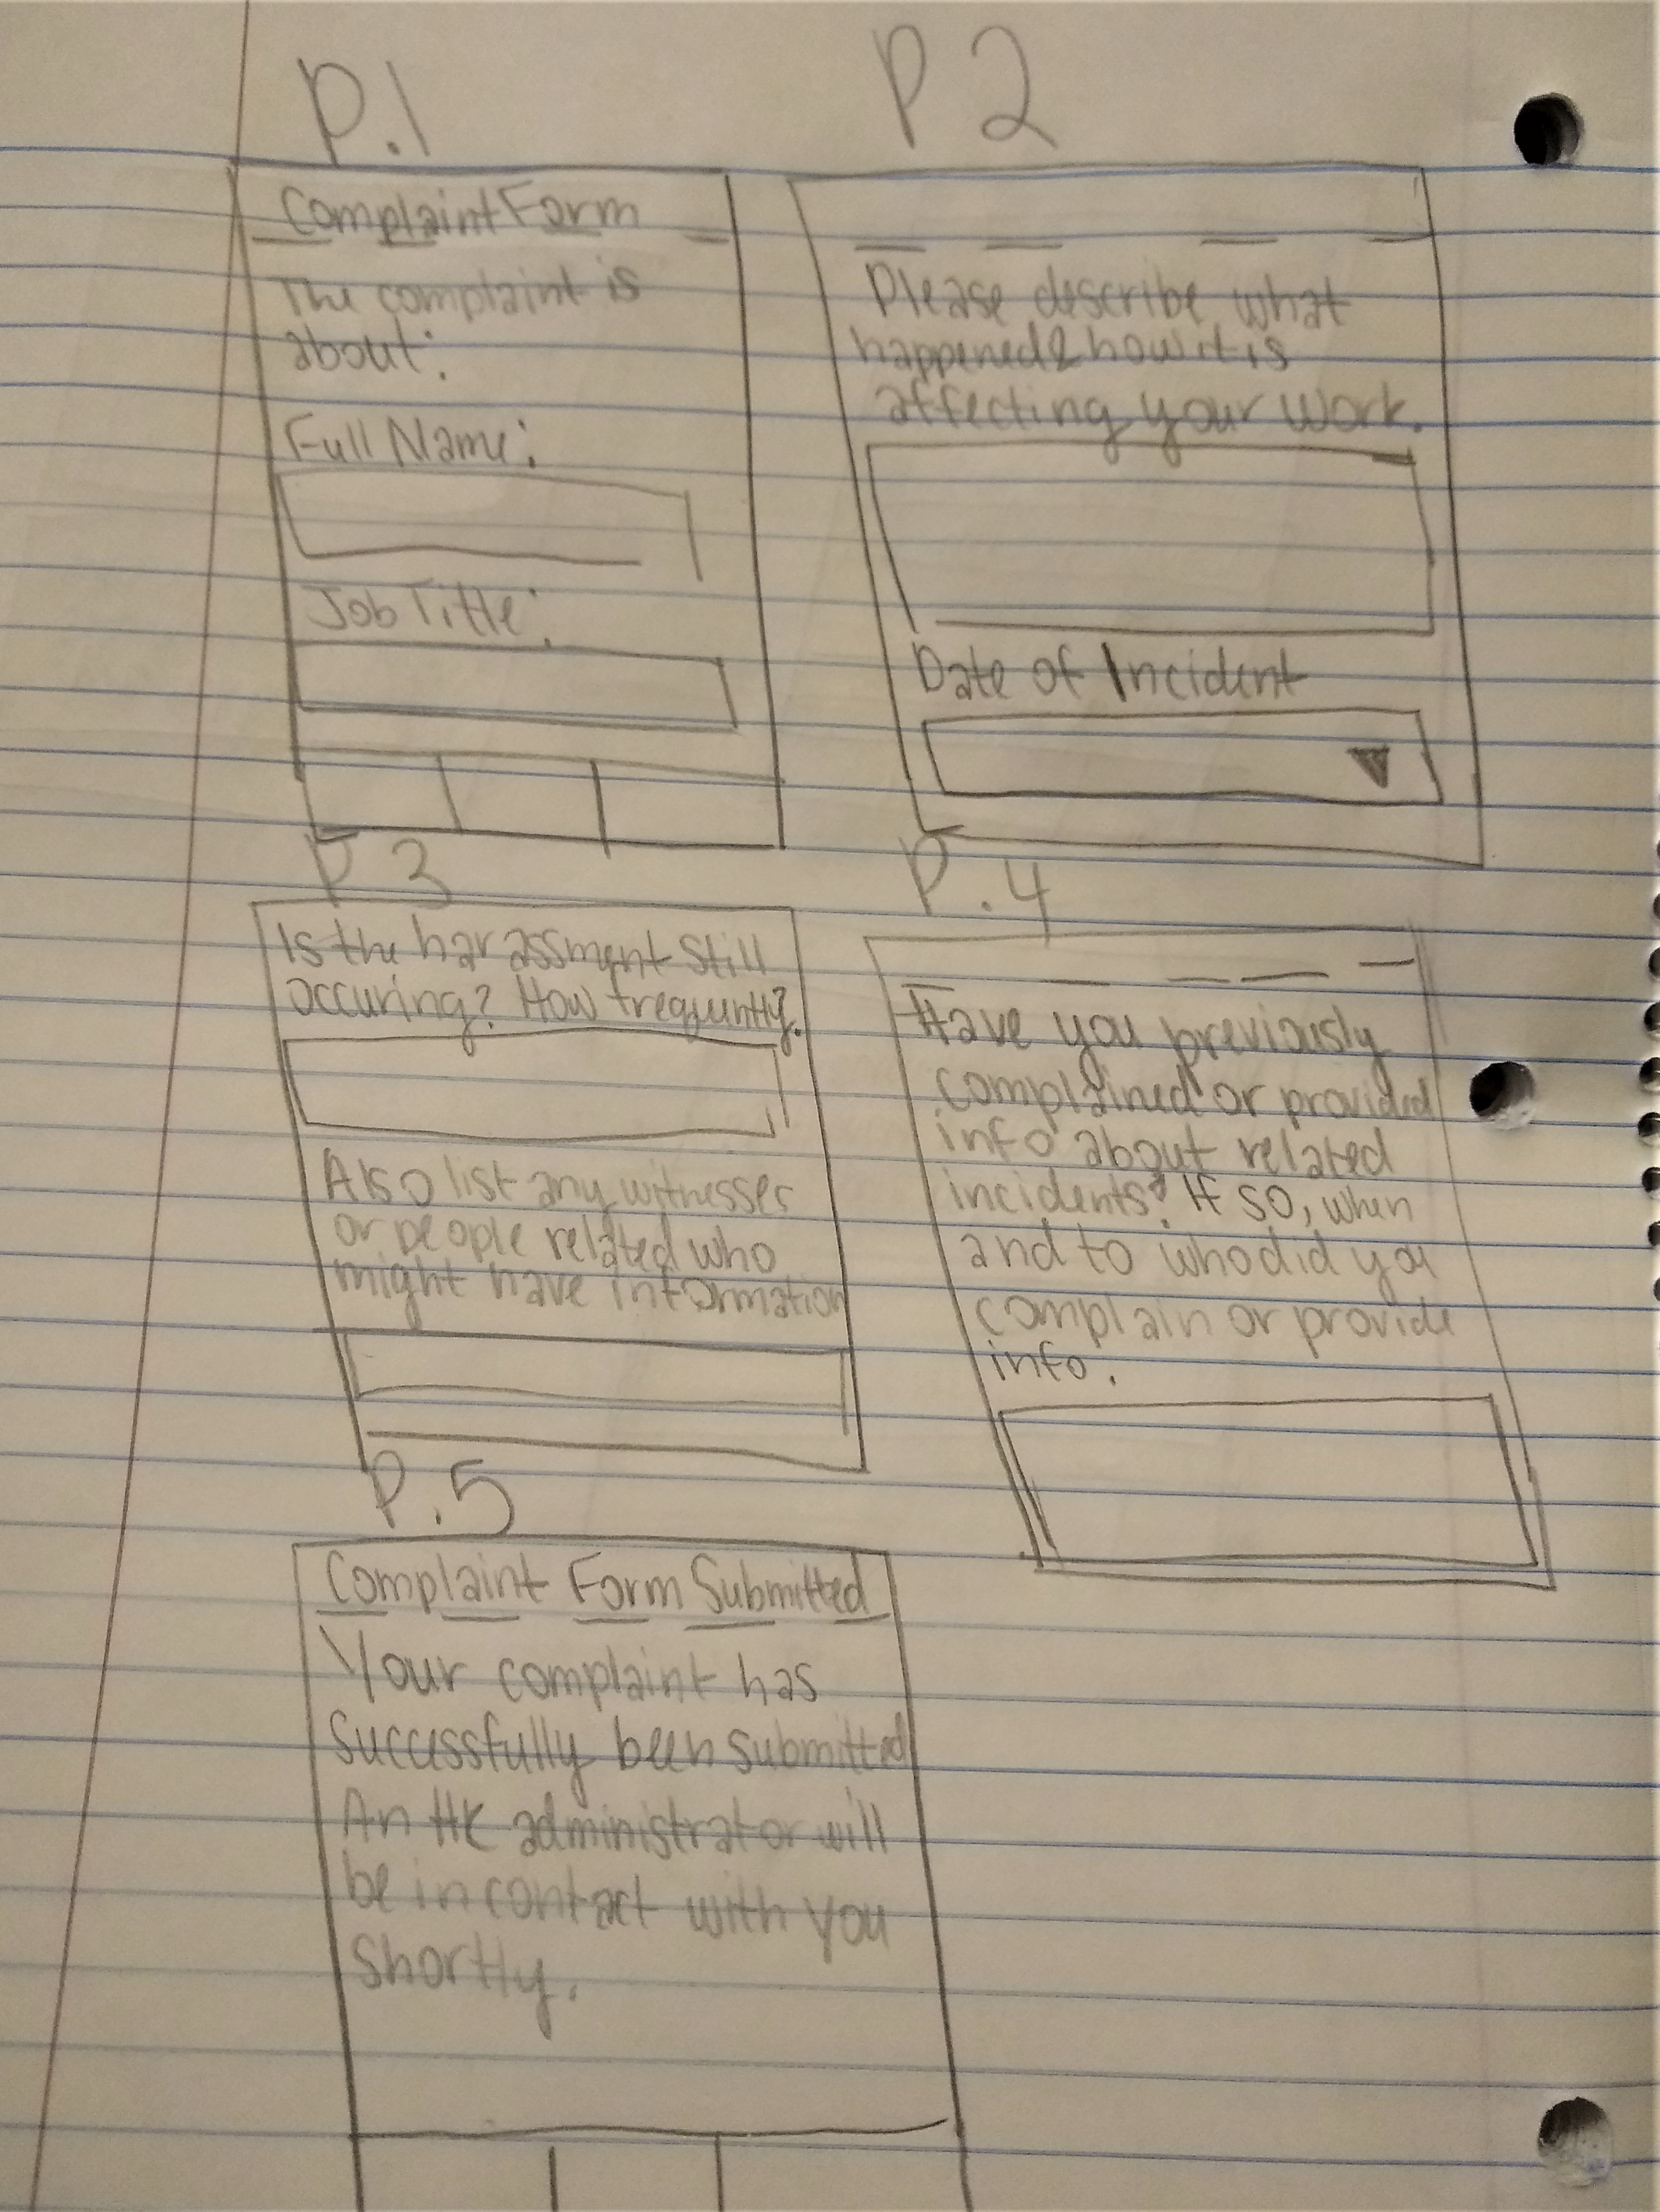 P.1
Complaint Form
The complaint is
about:
Full Name:
Job Title:
P 2
Please describe what
happened & how it is
affecting your work.
Date of Incident
P 3
Is the harassment still
occuring? How frequently?
Also list any witnesses
or people related who
might have information
P.4
Have you previously
complained or provided
info about related
incidents? If so, when
and to who did you
complain or provide
info.
P.5
Complaint Form Submitted
Your complaint has
Successfully been submitted
An HR administrator will
be in contact with you
Shortly.